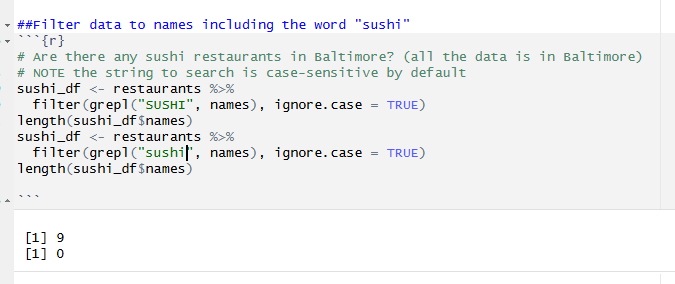 ##Filter data to names including the word "sushi"
```{r}
# Are there any sushi restaurants in Baltimore? (all the data is in Baltimore)
# NOTE the string to search is case-sensitive by default
sushi_df <- restaurants %>%
  filter(grepl("SUSHI", names), ignore.case = TRUE)
length(sushi_df$names)
sushi_df <- restaurants %>%
  filter(grepl("sushi", names), ignore.case = TRUE)
length(sushi_df$names)
```
[1] 9
[1] 0